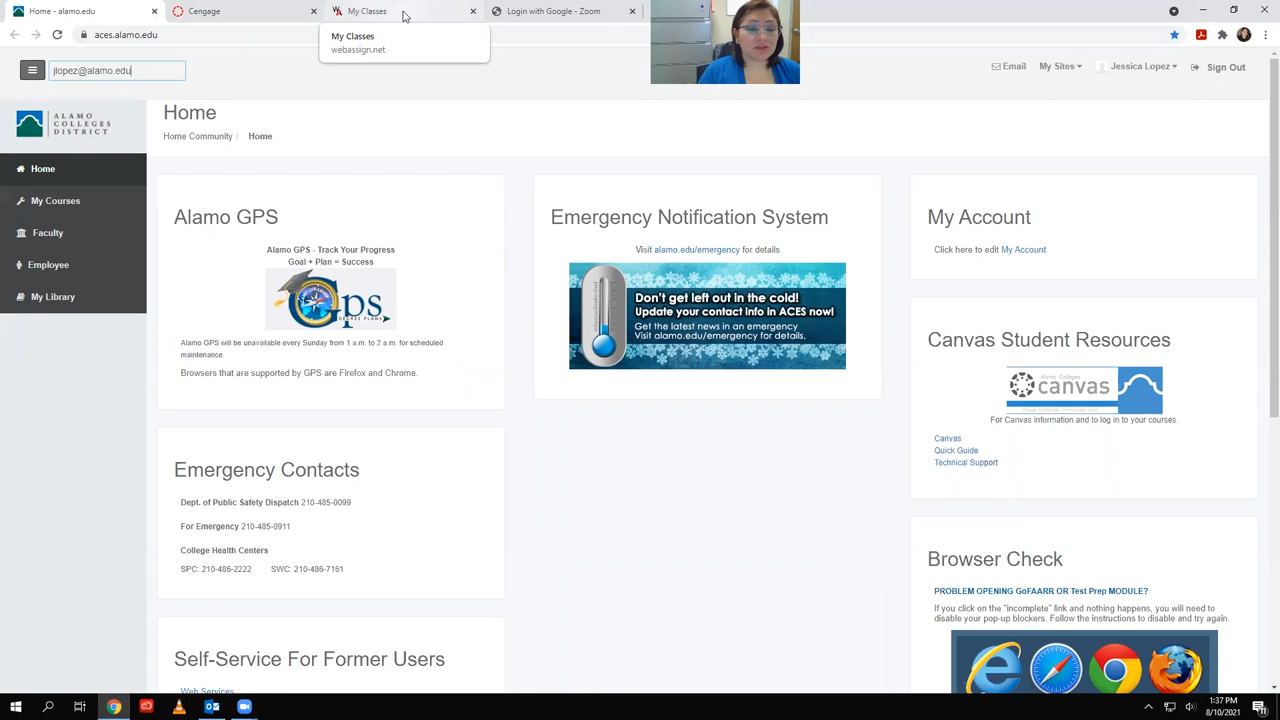 Home - alamo.edu
Cengage
My Classes
Login with Google - Zoom
aces.alamo.edu
My Classes
webassign.net
jlopez@alamo.edu
Email
My Sites
Jessica Lopez
Sign Out
ALAMO
COLLEGES
DISTRICT
Home
Home Community / Home
Home
My Courses
Faculty
Employee
My Library
Alamo GPS
Alamo GPS - Track Your Progress
Goal + Plan = Success
Gps
DEGREE PLANS
Alamo GPS will be unavailable every Sunday from 1 a.m. to 2 a.m. for scheduled
maintenance.
Browsers that are supported by GPS are Firefox and Chrome.
Emergency Contacts
Dept. of Public Safety Dispatch 210-485-0099
For Emergency 210-485-0911
College Health Centers
SPC: 210-486-2222 SWC: 210-486-7161
Self-Service For Former Users
Web Services
Emergency Notification System
Visit alamo.edu/emergency for details
Don't get left out in the cold!
Update your contact info in ACES now!
Get the latest news in an emergency
Visit alamo.edu/emergency for details.
My Account
Click here to edit My Account
Canvas Student Resources
Alamo Colleges
canvas
For Canvas information and to log in to your courses.
Canvas
Quick Guide
Technical Support
Browser Check
PROBLEM OPENING GoFAARR OR Test Prep MODULE?
If you click on the "incomplete" link and nothing happens, you will need to
disable your pop-up blockers. Follow the instructions to disable and try again.
1:37 PM
8/10/2021